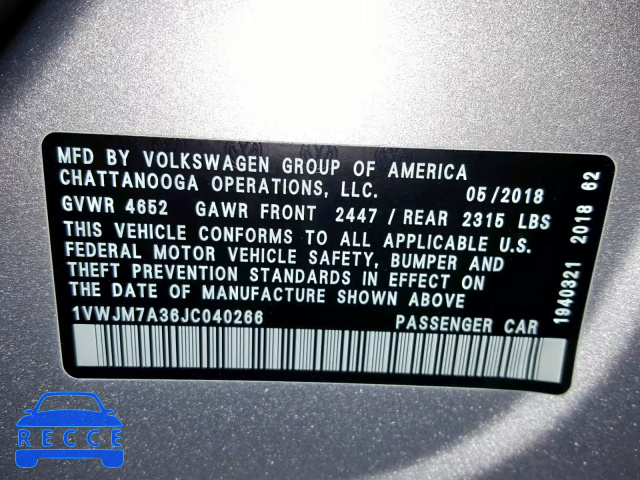 MFD BY VOLKSWAGEN GROUP OF AMERICA
CHATTANOOGA OPERATIONS, LLC. 05/2018
GVWR 4652 GAWR FRONT 2447/REAR 2315 LBS
THIS VEHICLE CONFORMS TO ALL APPLICABLE U.S.
FEDERAL MOTOR VEHICLE SAFETY, BUMPER AND
THEFT PREVENTION STANDARDS IN EFFECT ON
THE DATE OF MANUFACTURE SHOWN ABOVE
1VWJM7A36JC040266 PASSENGER CAR
1940321 2018 62
RECCE